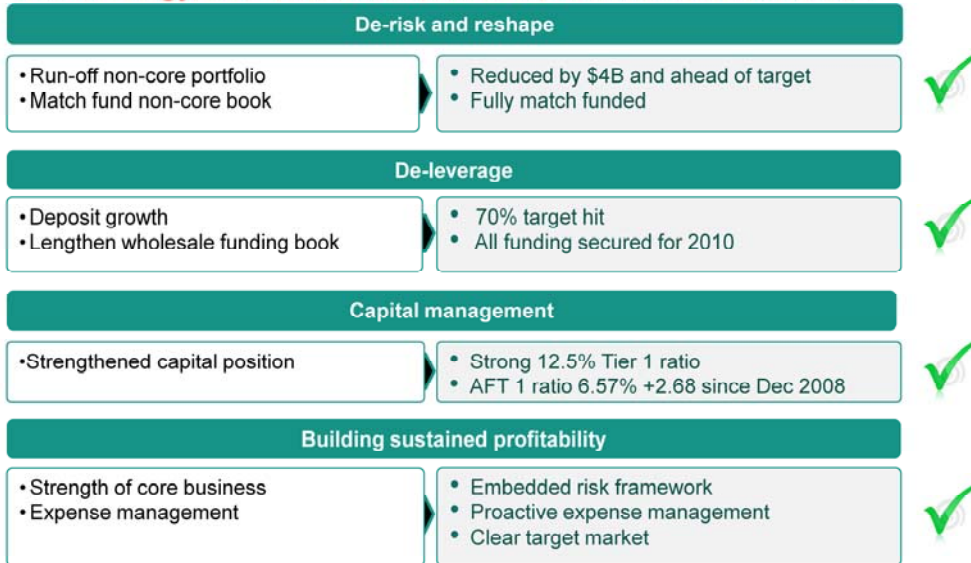 De-risk and reshape
• Run-off non-core portfolio
• Match fund non-core book
• Reduced by $4B and ahead of target
• Fully match funded
De-leverage
• Deposit growth
• Lengthen wholesale funding book
• 70% target hit
• All funding secured for 2010
Capital management
•Strengthened capital position
• Strong 12.5% Tier 1 ratio
• AFT 1 ratio 6.57% +2.68 since Dec 2008
Building sustained profitability
• Strength of core business
• Expense management
• Embedded risk framework
• Proactive expense management
• Clear target market